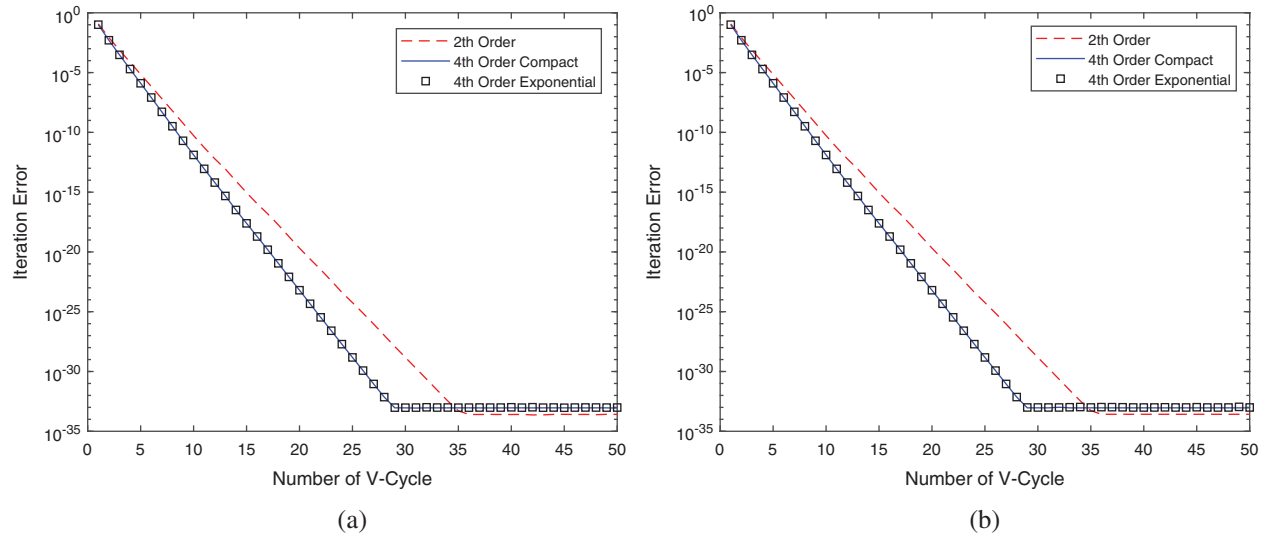 10^0
10^-5
10^-10
10^-15
10^-20
10^-25
10^-30
10^-35
Iteration Error
2th Order
4th Order Compact
4th Order Exponential
0 5 10 15 20 25 30 35 40 45 50
Number of V-Cycle
(a)
10^0
10^-5
10^-10
10^-15
10^-20
10^-25
10^-30
10^-35
Iteration Error
2th Order
4th Order Compact
4th Order Exponential
0 5 10 15 20 25 30 35 40 45 50
Number of V-Cycle
(b)